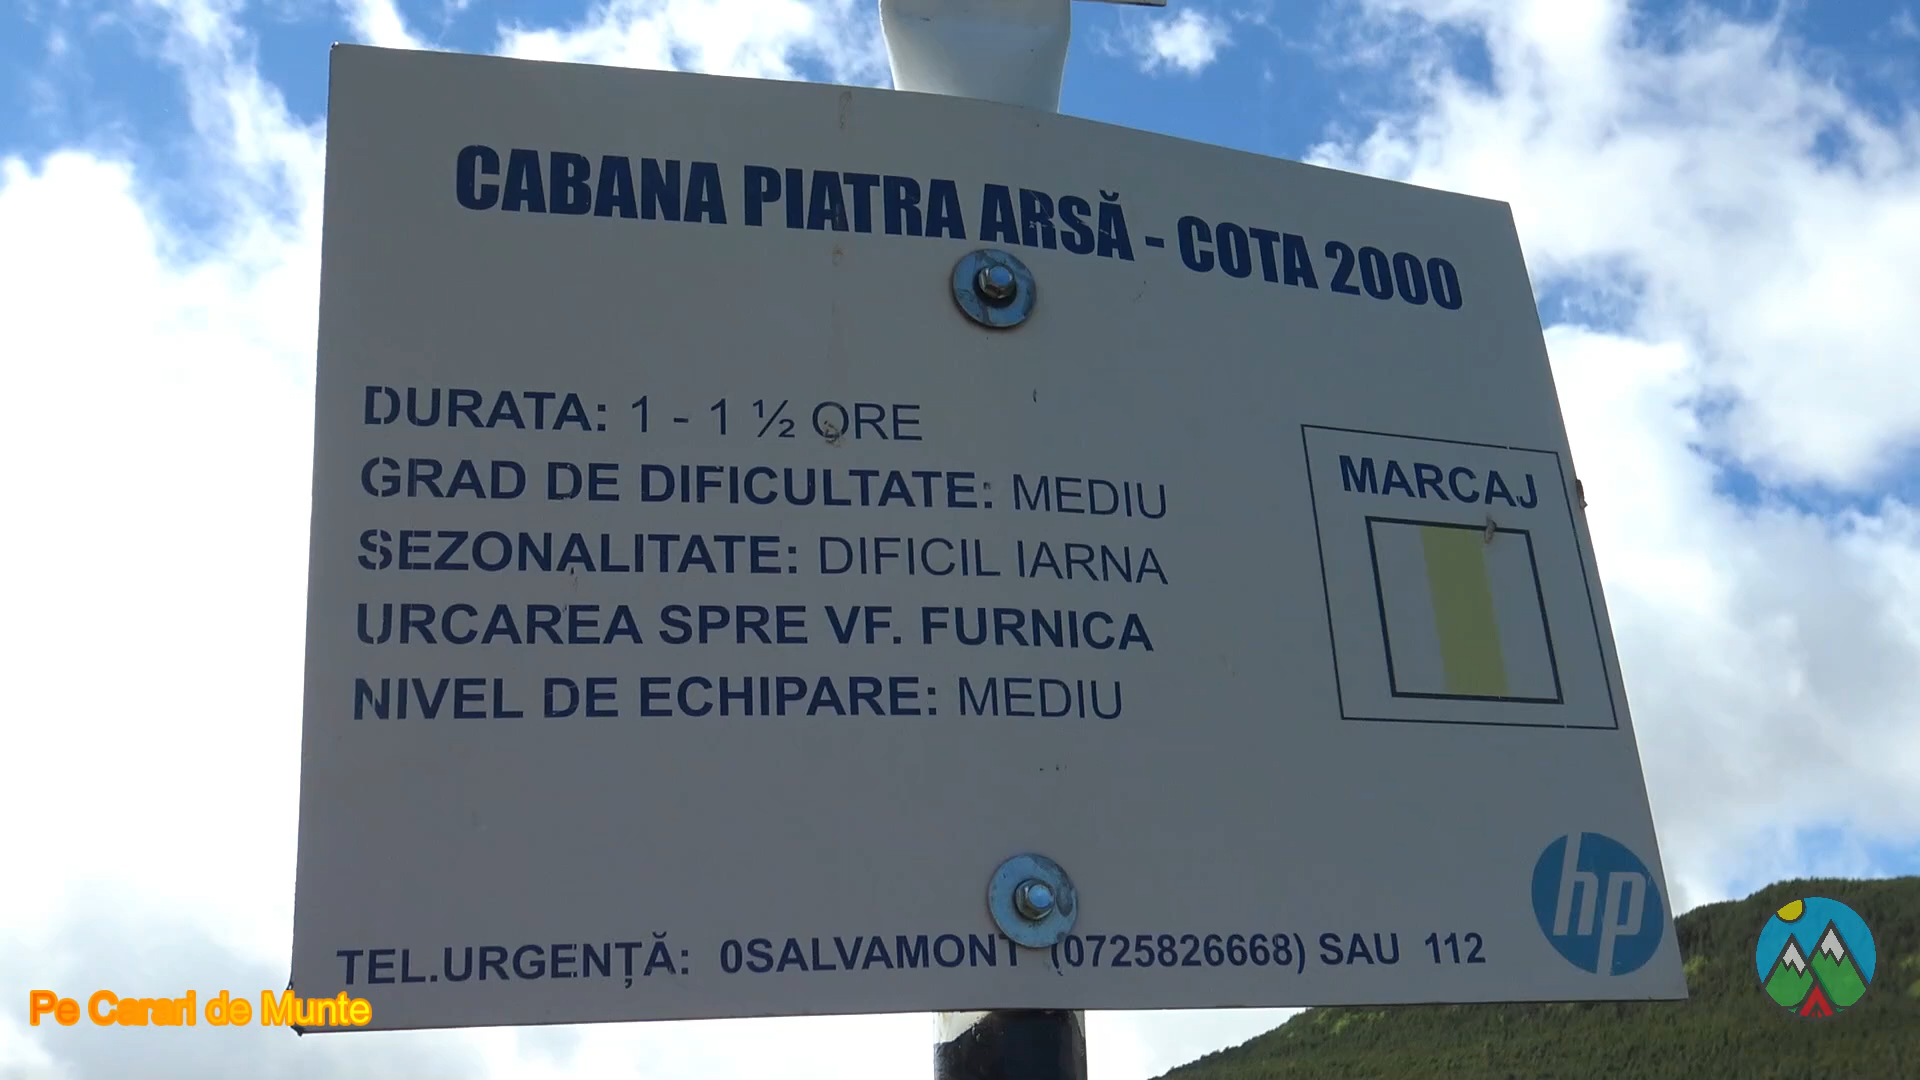 CABANA PIATRA ARSĂ - COTA 2000
DURATA: 1 - 1 ½ ORE
GRAD DE DIFICULTATE: MEDIU
SEZONALITATE: DIFICIL IARNA
URCAREA SPRE VF. FURNICA
NIVEL DE ECHIPARE: MEDIU
MARCAJ
hp
TEL.URGENȚĂ: 0SALVAMONT (0725826668) SAU 112
Pe Carari de Munte